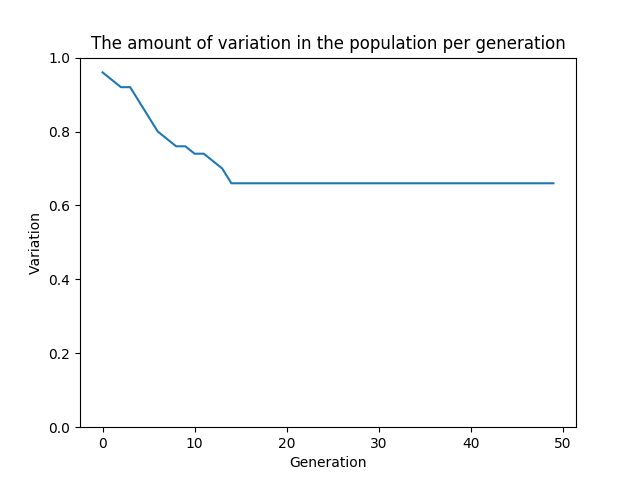 The amount of variation in the population per generation
1.0
0.8
0.6
0.4
0.2
0.0
Variation
0 10 20 30 40 50
Generation